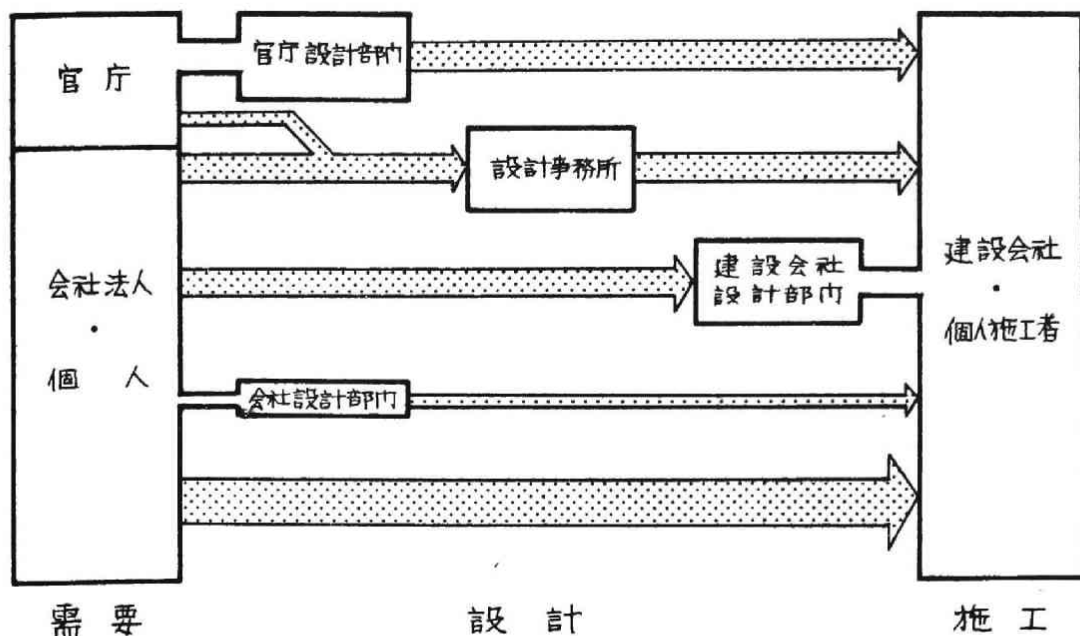 官庁
官庁設計部内
設計事務所
会社法人
・
個人
建設会社
設計部内
会社設計部内
建設会社
・
個人施工者
需要
設計
施工